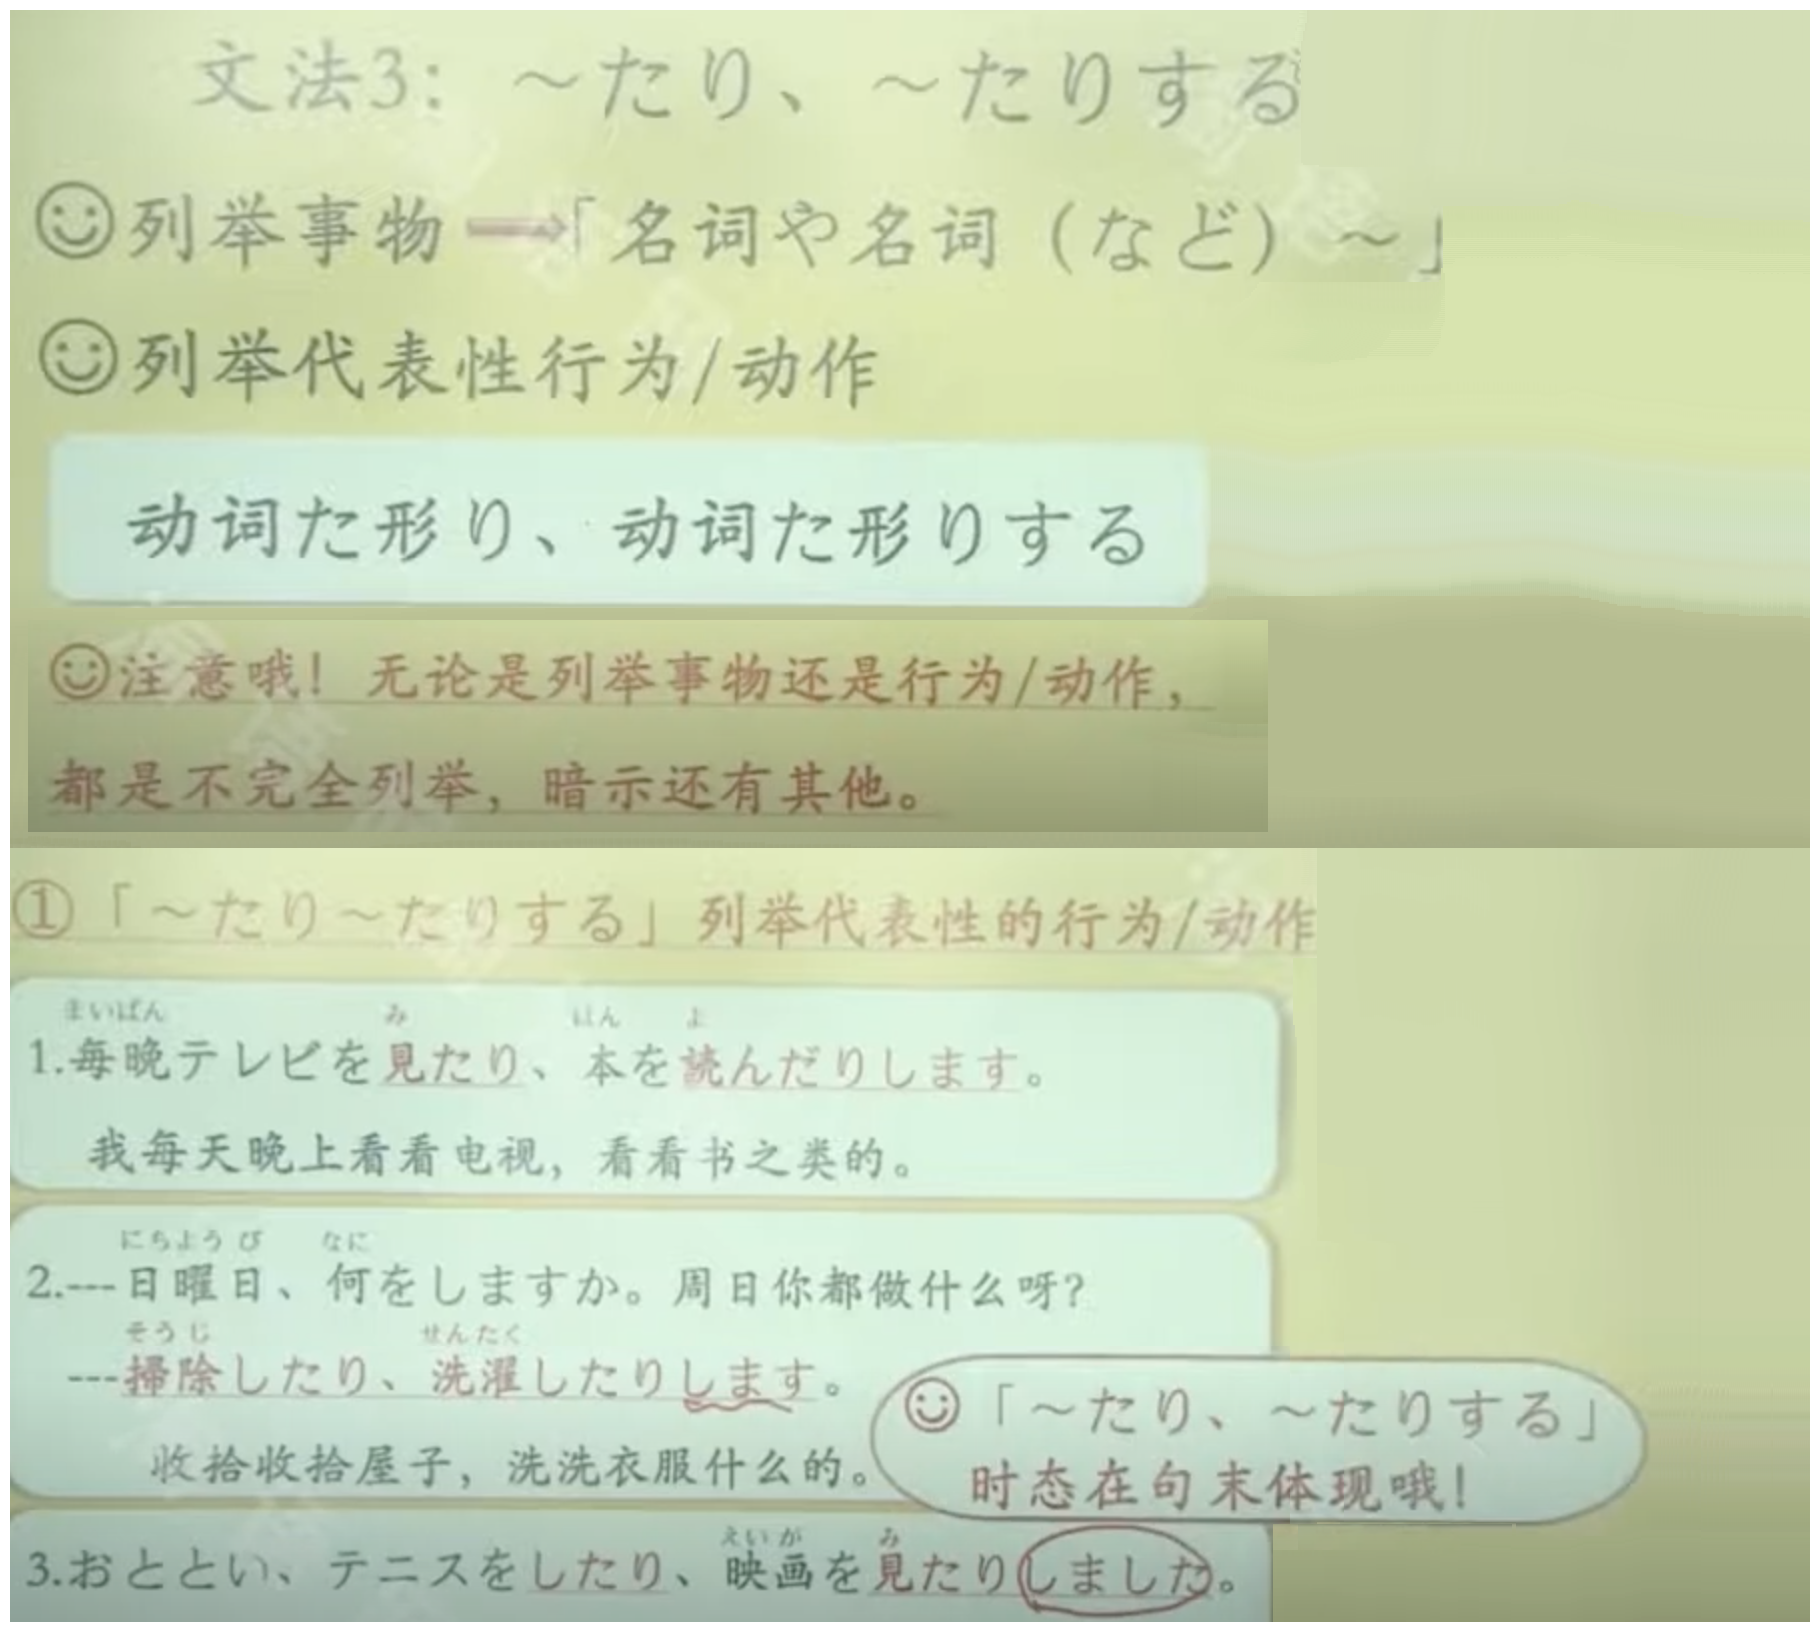 文法3：～たり、～たりする
列举事物→「名词や名词（など）～」
列举代表性行为/动作
动词た形り、动词た形りする
注意哦！无论是列举事物还是行为/动作，
都是不完全列举，暗示还有其他。
①「～たり～たりする」列举代表性的行为/动作
まいばん み ほん よ
1.毎晩テレビを見たり、本を読んだりします。
我每天晚上看看电视，看看书之类的。
にちようび なに
2.---日曜日、何をしますか。周日你都做什么呀？
そうじ せんたく
---掃除したり、洗濯したりします。
收拾收拾屋子，洗洗衣服什么的。
「～たり、～たりする」
时态在句末体现哦！
えいが み
3.おととい、テニスをしたり、映画を見たりしました。